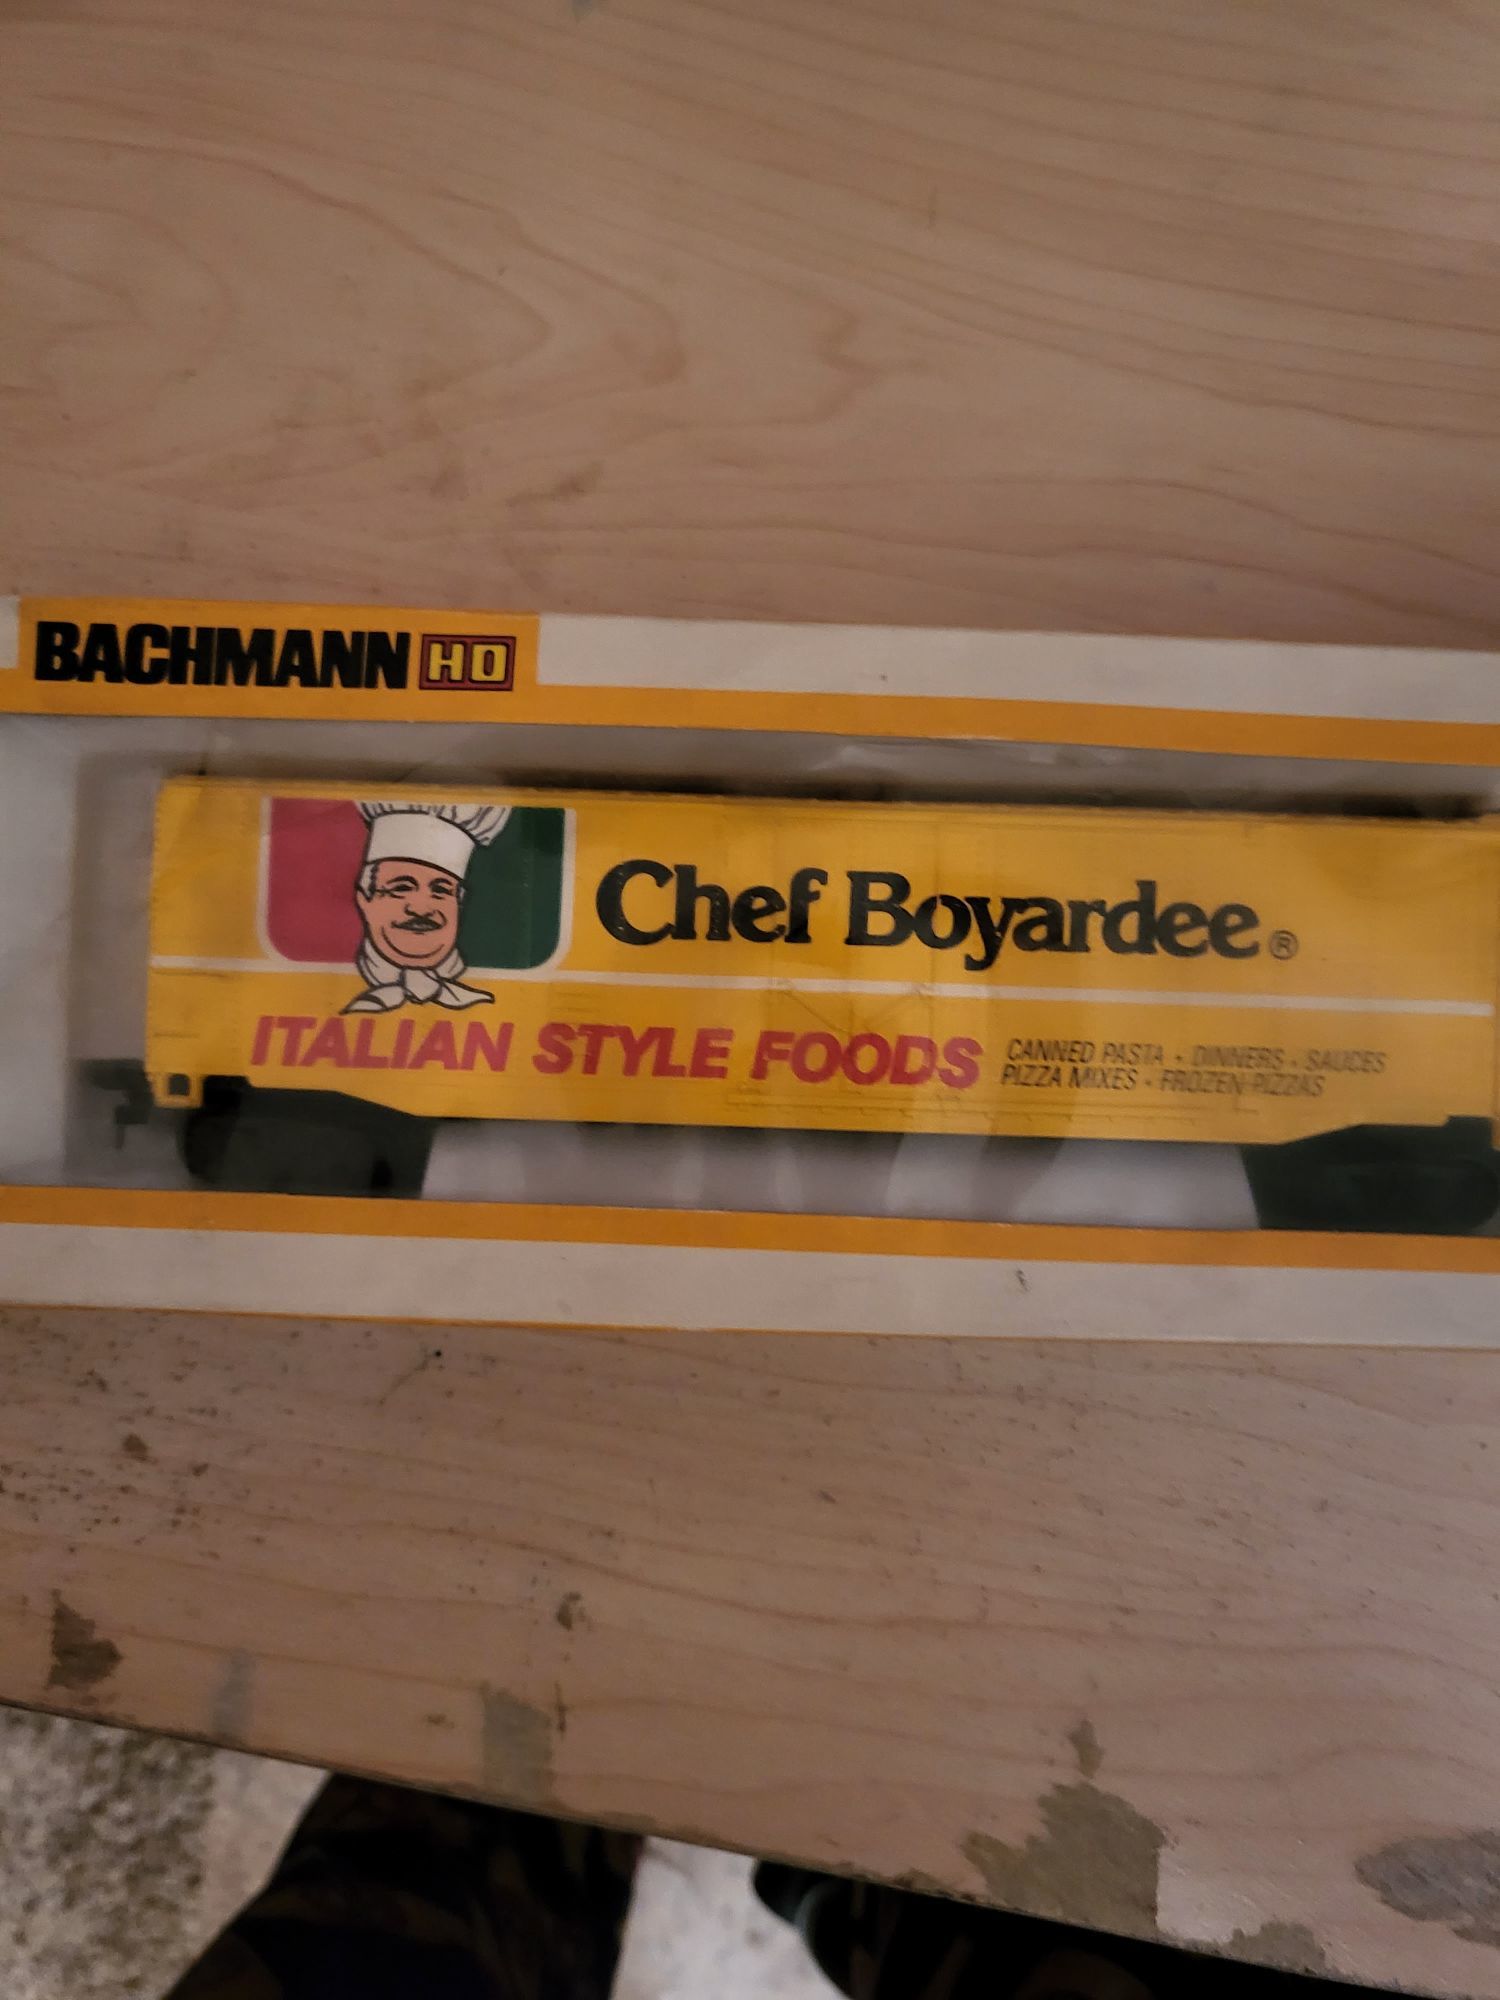 BACHMANN HO
Chef Boyardee®
ITALIAN STYLE FOODS
CANNED PASTA • DINNERS • SAUCES
PIZZA MIXES • FROZEN PIZZAS